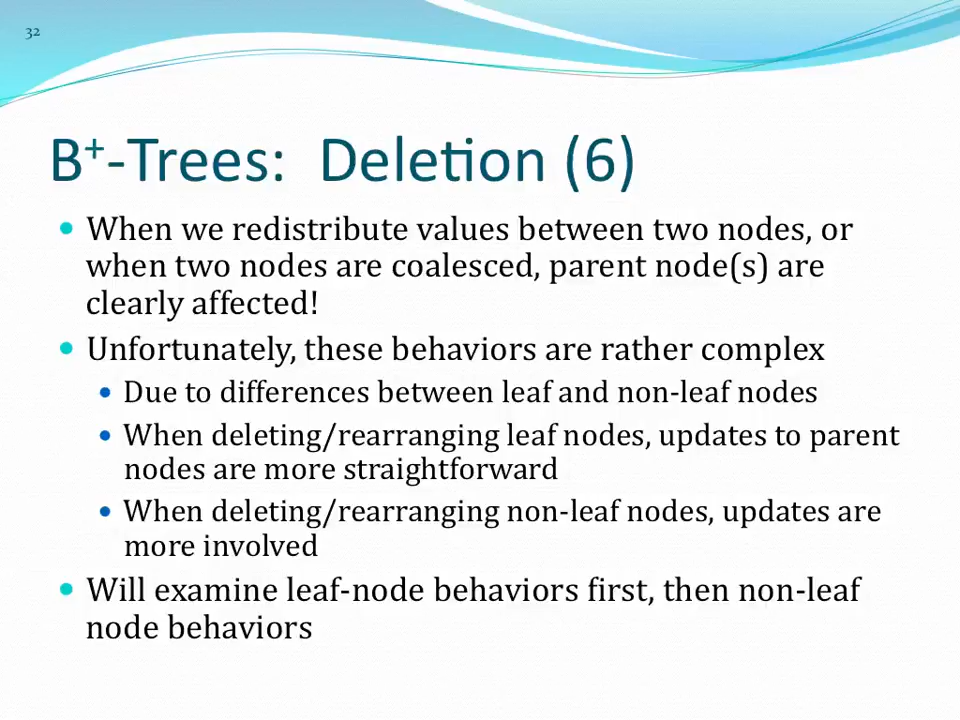 32
B+-Trees: Deletion (6)
• When we redistribute values between two nodes, or
when two nodes are coalesced, parent node(s) are
clearly affected!
• Unfortunately, these behaviors are rather complex
• Due to differences between leaf and non-leaf nodes
• When deleting/rearranging leaf nodes, updates to parent
nodes are more straightforward
• When deleting/rearranging non-leaf nodes, updates are
more involved
• Will examine leaf-node behaviors first, then non-leaf
node behaviors